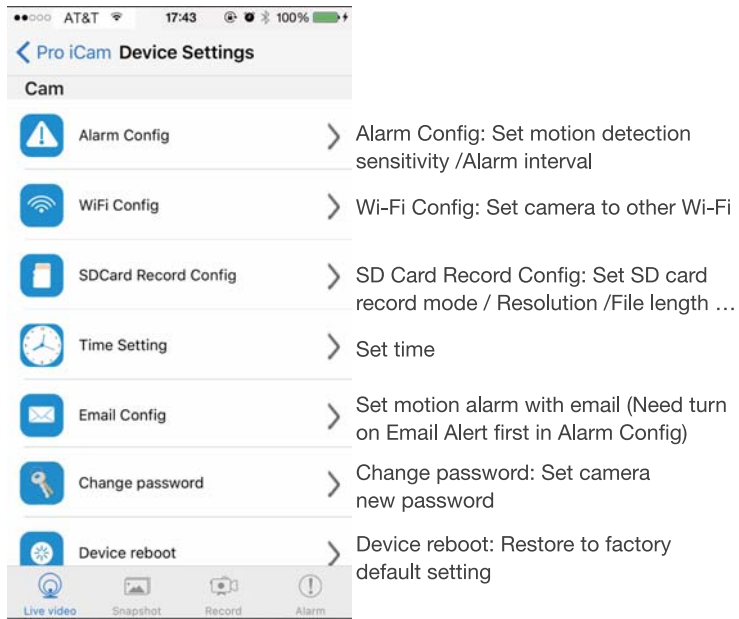 AT&T 17:43 100%
Pro iCam Device Settings
Cam
Alarm Config
Alarm Config: Set motion detection
sensitivity /Alarm interval
WiFi Config
Wi-Fi Config: Set camera to other Wi-Fi
SDCard Record Config
SD Card Record Config: Set SD card
record mode / Resolution /File length …
Time Setting
Set time
Email Config
Set motion alarm with email (Need turn
on Email Alert first in Alarm Config)
Change password
Change password: Set camera
new password
Device reboot
Device reboot: Restore to factory
default setting
Live video Snapshot Record Alarm